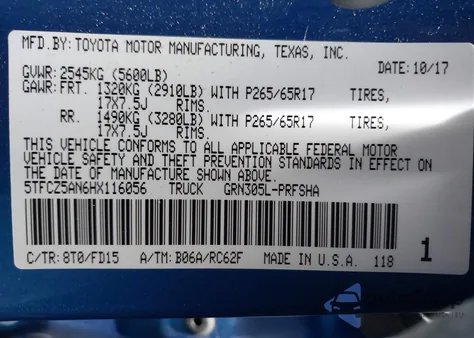 MFD.BY: TOYOTA MOTOR MANUFACTURING, TEXAS, INC.
DATE: 10/17
GVWR: 2545KG (5600LB)
GAWR: FRT. 1320KG (2910LB) WITH P265/65R17 TIRES,
17X7.5J RIMS.
RR. 1490KG (3280LB) WITH P265/65R17 TIRES,
17X7.5J RIMS.
THIS VEHICLE CONFORMS TO ALL APPLICABLE FEDERAL MOTOR
VEHICLE SAFETY AND THEFT PREVENTION STANDARDS IN EFFECT ON
THE DATE OF MANUFACTURE SHOWN ABOVE.
5TFCZ5AN6HX116056 TRUCK GRN305L-PRFSHA
C/TR: 8T0/FD15 A/TM: B06A/RC62F MADE IN U.S.A. 118
1